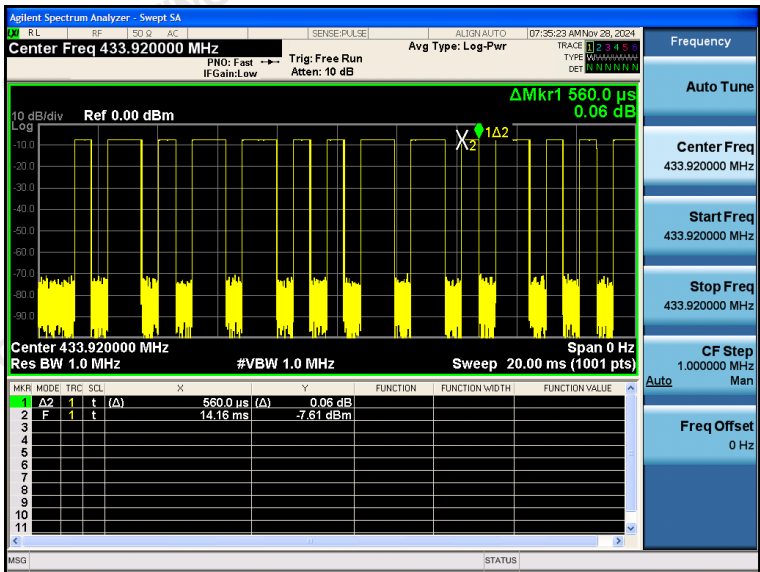 Agilent Spectrum Analyzer - Swept SA
LXI RL RF 50 Ω AC SENSE:PULSE ALIGN AUTO 07:35:23 AM Nov 28, 2024
Center Freq 433.920000 MHz
Avg Type: Log-Pwr
TRACE 1 2 3 4 5 6
TYPE W
DET N N N N N N
PNO: Fast
IFGain:Low
Trig: Free Run
Atten: 10 dB
ΔMkr1 560.0 µs
0.06 dB
10 dB/div Ref 0.00 dBm
Log
-10.0
-20.0
-30.0
-40.0
-50.0
-60.0
-70.0
-80.0
-90.0
X2
1Δ2
Center 433.920000 MHz
Span 0 Hz
Res BW 1.0 MHz
#VBW 1.0 MHz
Sweep 20.00 ms (1001 pts)
MKR MODE TRC SCL X Y FUNCTION FUNCTION WIDTH FUNCTION VALUE
1 Δ2 1 t (Δ) 560.0 µs (Δ) 0.06 dB
2 F 1 t 14.16 ms -7.61 dBm
3
4
5
6
7
8
9
10
11
MSG
STATUS
Frequency
Auto Tune
Center Freq
433.920000 MHz
Start Freq
433.920000 MHz
Stop Freq
433.920000 MHz
CF Step
1.000000 MHz
Auto Man
Freq Offset
0 Hz